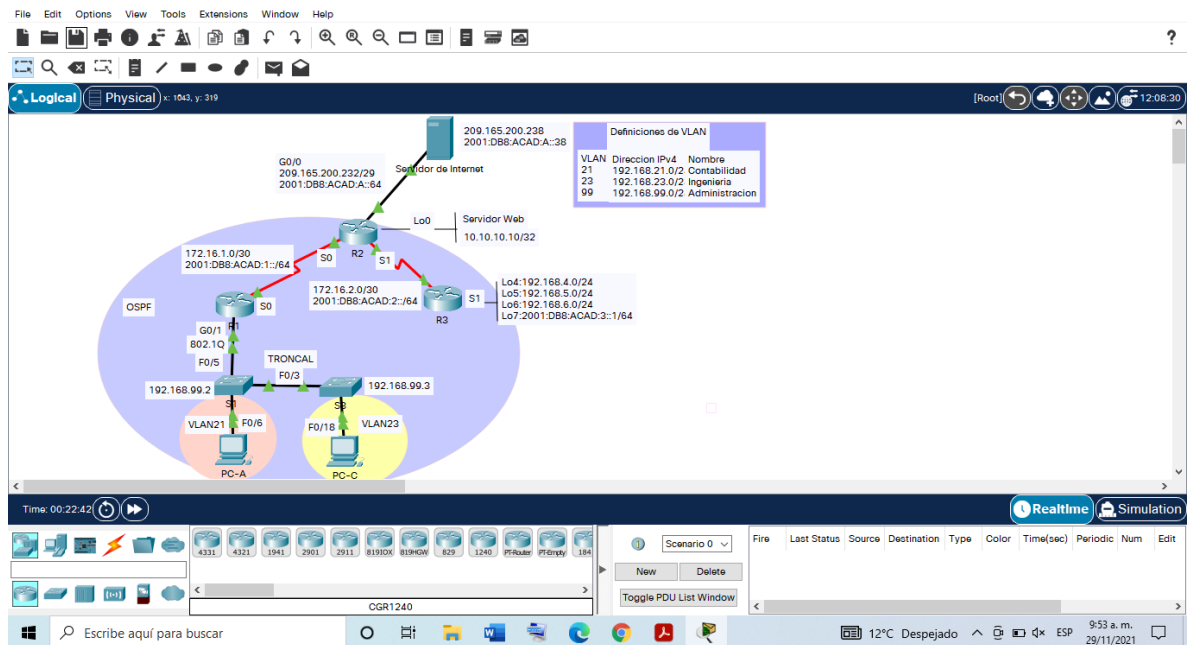 File Edit Options View Tools Extensions Window Help
?
Logical Physical x: 1043, y: 319 [Root] 12:08:30
209.165.200.238
2001:DB8:ACAD:A::38
Servidor de Internet
G0/0
209.165.200.232/29
2001:DB8:ACAD:A::64
Definiciones de VLAN
VLAN Direccion IPv4 Nombre
21 192.168.21.0/2 Contabilidad
23 192.168.23.0/2 Ingenieria
99 192.168.99.0/2 Administracion
Lo0
Servidor Web
10.10.10.10/32
172.16.1.0/30
2001:DB8:ACAD:1::/64
S0
R2
S1
172.16.2.0/30
2001:DB8:ACAD:2::/64
S1
R3
Lo4:192.168.4.0/24
Lo5:192.168.5.0/24
Lo6:192.168.6.0/24
Lo7:2001:DB8:ACAD:3::1/64
OSPF
S0
R1
G0/1
802.1Q
F0/5
TRONCAL
F0/3
192.168.99.2
192.168.99.3
S1
S3
VLAN21
F0/6
F0/18
VLAN23
PC-A
PC-C
Time: 00:22:42 Realtime Simulation
4331 4321 1941 2901 2911 819IOX 819HGW 829 1240 PT-Router PT-Empty 184
CGR1240
Scenario 0
New Delete
Toggle PDU List Window
Fire Last Status Source Destination Type Color Time(sec) Periodic Num Edit
Escribe aquí para buscar
12°C Despejado ESP 9:53 a. m.
29/11/2021